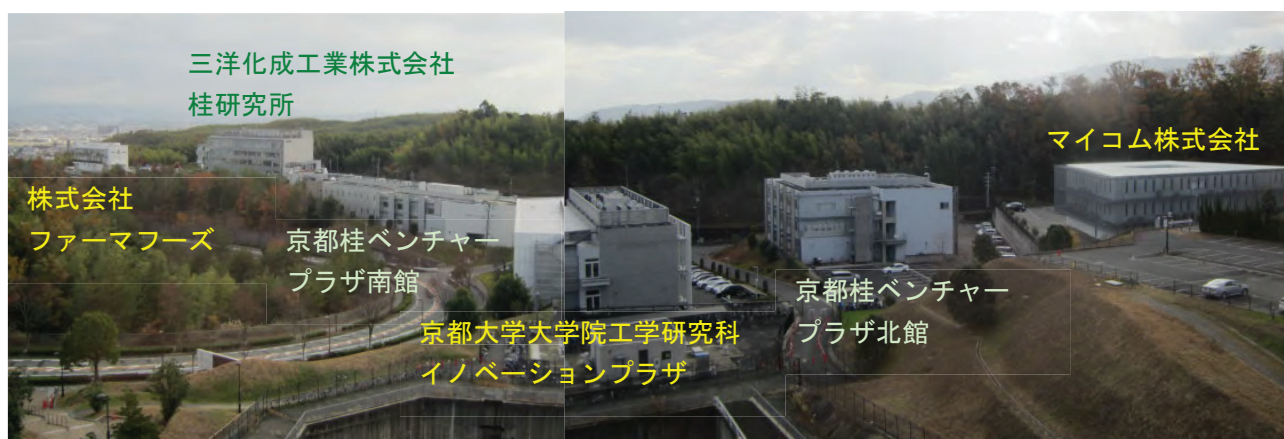 三洋化成工業株式会社
桂研究所
マイコム株式会社
株式会社
ファーマフーズ
京都桂ベンチャー
プラザ南館
京都桂ベンチャー
プラザ北館
京都大学大学院工学研究科
イノベーションプラザ